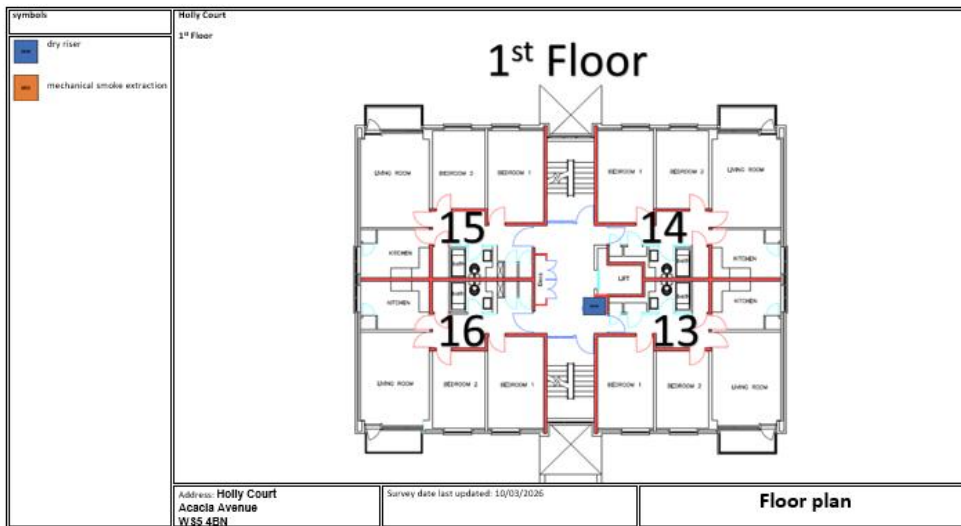 symbols
dry riser
mechanical smoke extraction
Holly Court
1st Floor
1st Floor
LIVING ROOM
BEDROOM 2
BEDROOM 1
BEDROOM 1
BEDROOM 2
LIVING ROOM
15
14
KITCHEN
KITCHEN
LIFT
KITCHEN
KITCHEN
16
13
LIVING ROOM
BEDROOM 2
BEDROOM 1
BEDROOM 1
BEDROOM 2
LIVING ROOM
Address: Holly Court
Acacia Avenue
WS5 4BN
Survey date last updated: 10/03/2026
Floor plan